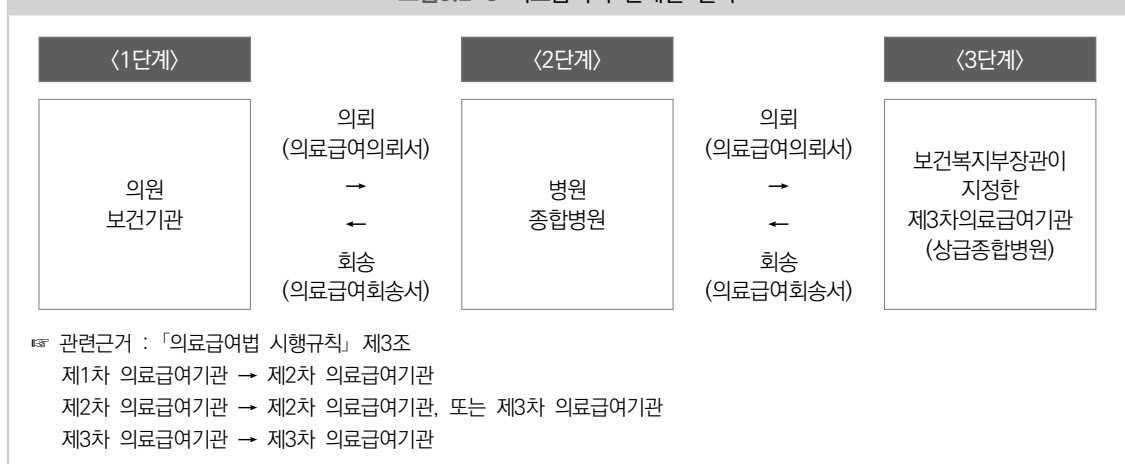 〈1단계〉
〈2단계〉
〈3단계〉
의원
보건기관
의뢰
(의료급여의뢰서)
→
←
회송
(의료급여회송서)
병원
종합병원
의뢰
(의료급여의뢰서)
→
←
회송
(의료급여회송서)
보건복지부장관이
지정한
제3차의료급여기관
(상급종합병원)
☞ 관련근거 : 「의료급여법 시행규칙」 제3조
제1차 의료급여기관 → 제2차 의료급여기관
제2차 의료급여기관 → 제2차 의료급여기관, 또는 제3차 의료급여기관
제3차 의료급여기관 → 제3차 의료급여기관